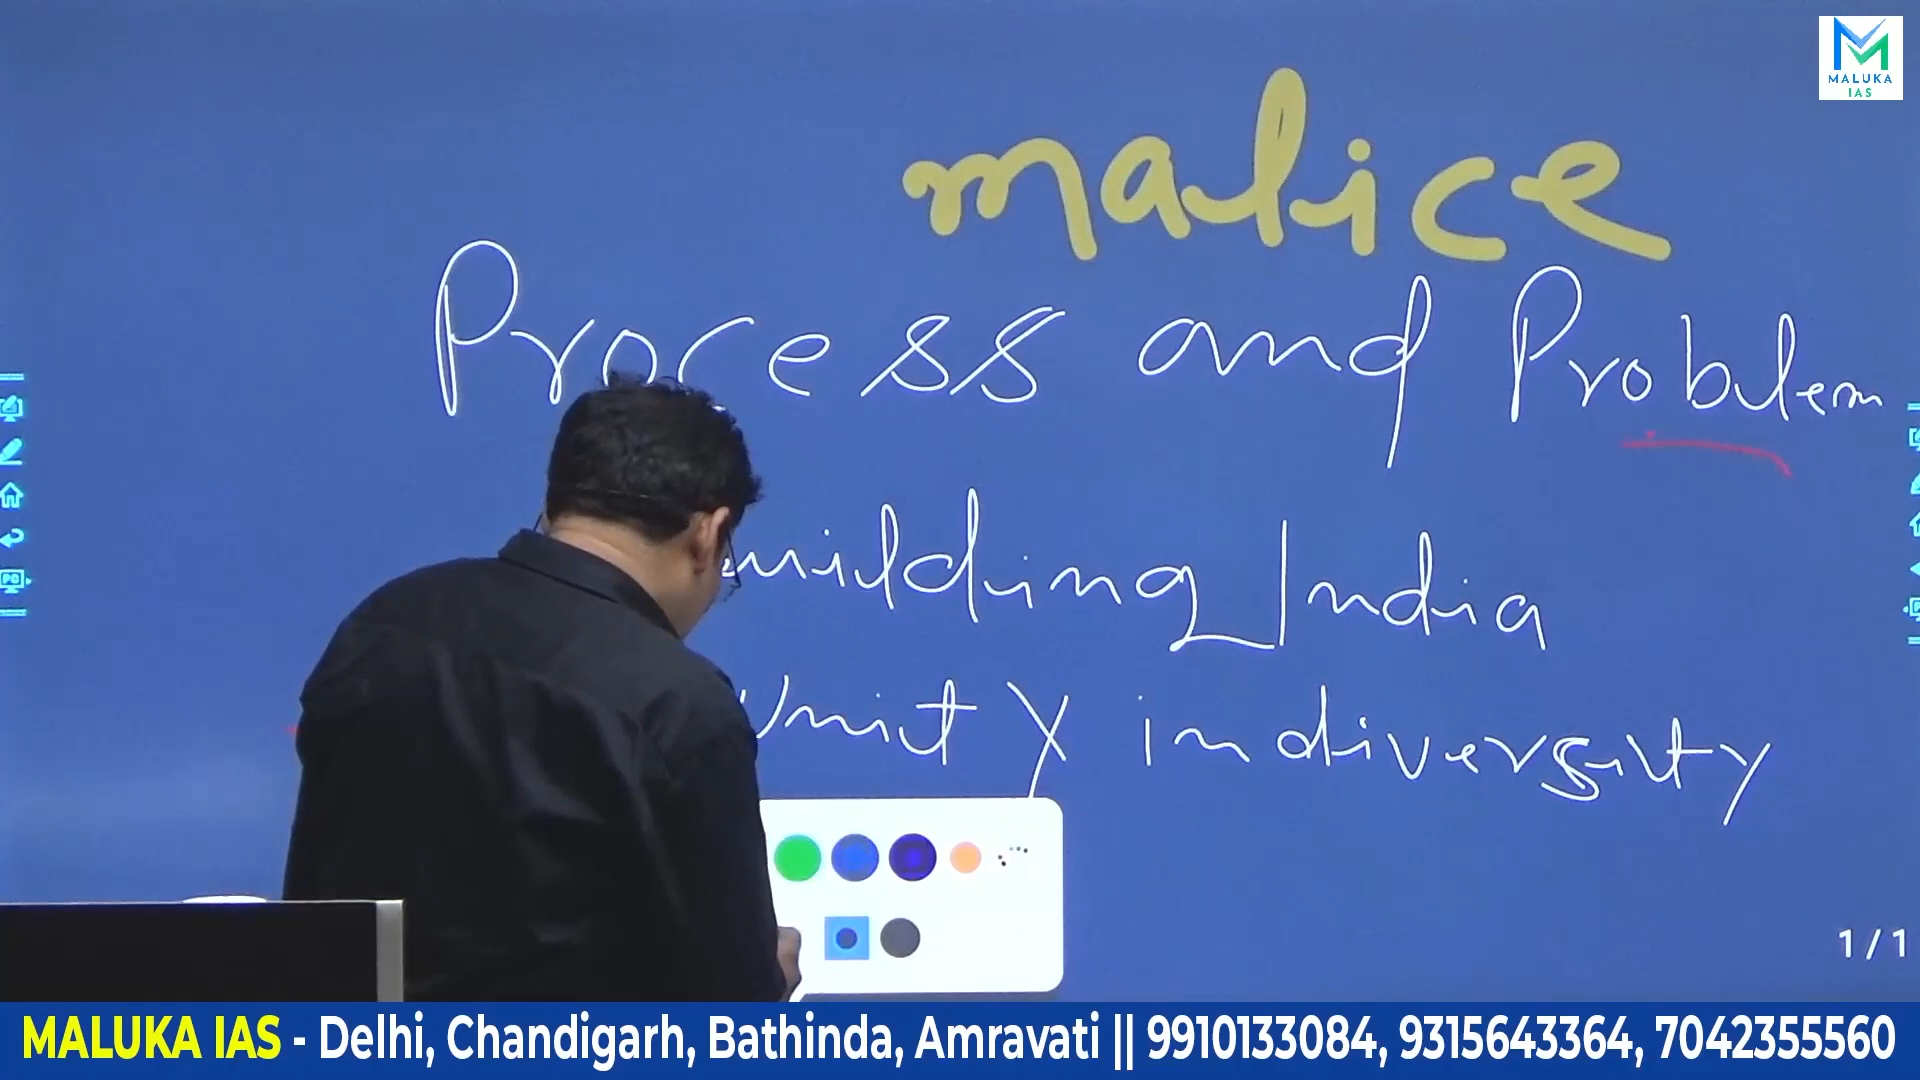 MALUKA
IAS
malice
Process and Problem
building India
Unity in diversity
1/1
MALUKA IAS - Delhi, Chandigarh, Bathinda, Amravati || 9910133084, 9315643364, 7042355560